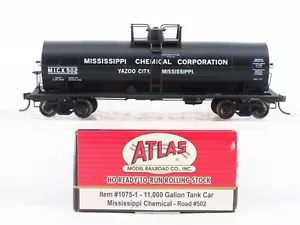 MISSISSIPPI CHEMICAL CORPORATION
YAZOO CITY, MISSISSIPPI.
MICX 502
ATLAS
MODEL RAILROAD CO., INC.
HO READY-TO-RUN ROLLING STOCK
Item #1075-1 - 11,000 Gallon Tank Car
Mississippi Chemical - Road #502